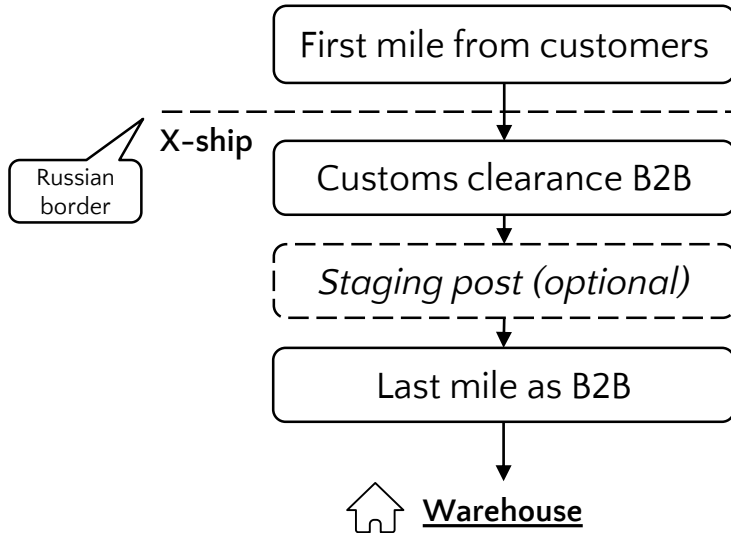 First mile from customers
X-ship
Russian
border
Customs clearance B2B
Staging post (optional)
Last mile as B2B
Warehouse